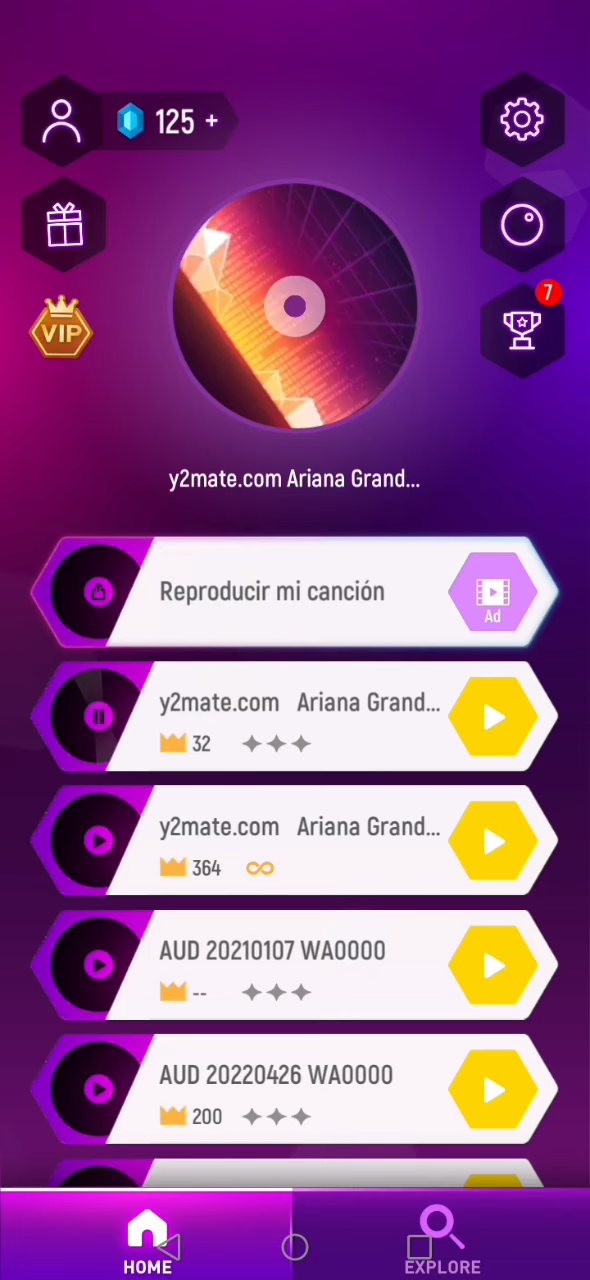 125 +
VIP
7
y2mate.com Ariana Grand...
Reproducir mi canción
Ad
y2mate.com Ariana Grand...
32
y2mate.com Ariana Grand...
364
AUD 20210107 WA0000
--
AUD 20220426 WA0000
200
HOME
EXPLORE